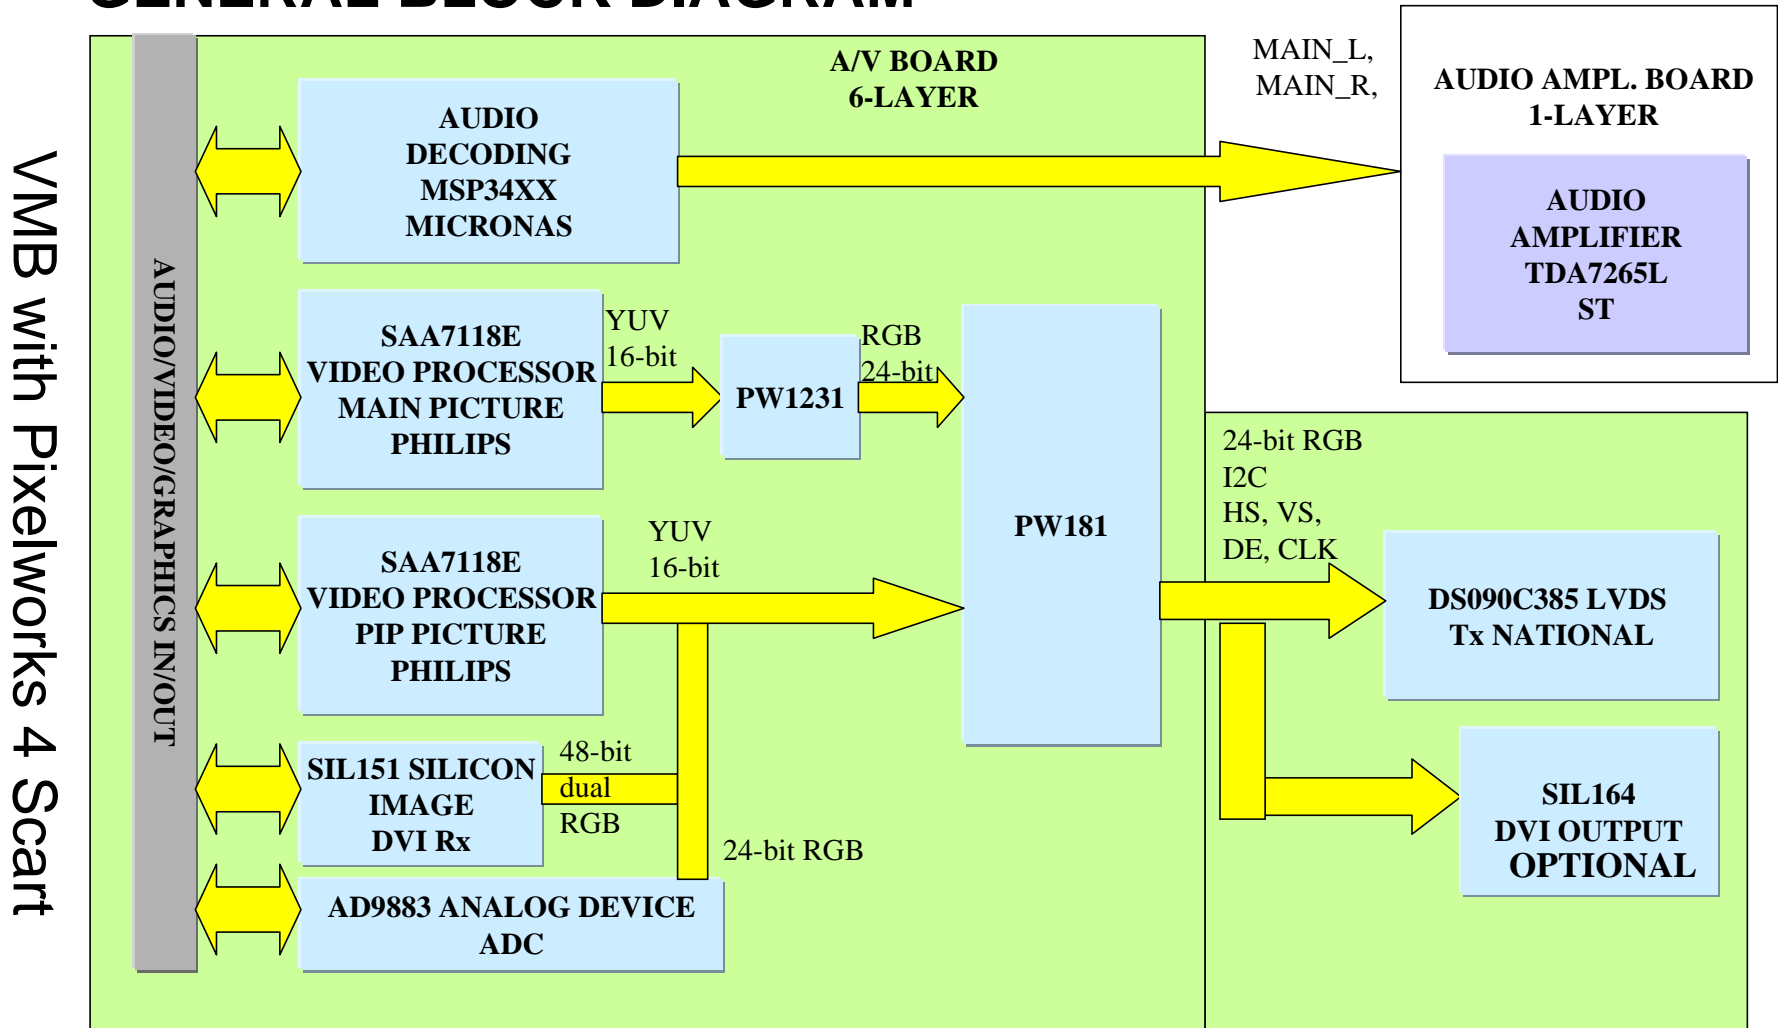 GENERAL BLOCK DIAGRAM
VMB with Pixelworks 4 Scart
AUDIO/VIDEO/GRAPHICS IN/OUT
A/V BOARD
6-LAYER
AUDIO
DECODING
MSP34XX
MICRONAS
MAIN_L,
MAIN_R,
AUDIO AMPL. BOARD
1-LAYER
AUDIO
AMPLIFIER
TDA7265L
ST
SAA7118E
VIDEO PROCESSOR
MAIN PICTURE
PHILIPS
YUV
16-bit
PW1231
RGB
24-bit
PW181
SAA7118E
VIDEO PROCESSOR
PIP PICTURE
PHILIPS
YUV
16-bit
24-bit RGB
I2C
HS, VS,
DE, CLK
DS090C385 LVDS
Tx NATIONAL
SIL151 SILICON
IMAGE
DVI Rx
48-bit
dual
RGB
24-bit RGB
SIL164
DVI OUTPUT
OPTIONAL
AD9883 ANALOG DEVICE
ADC